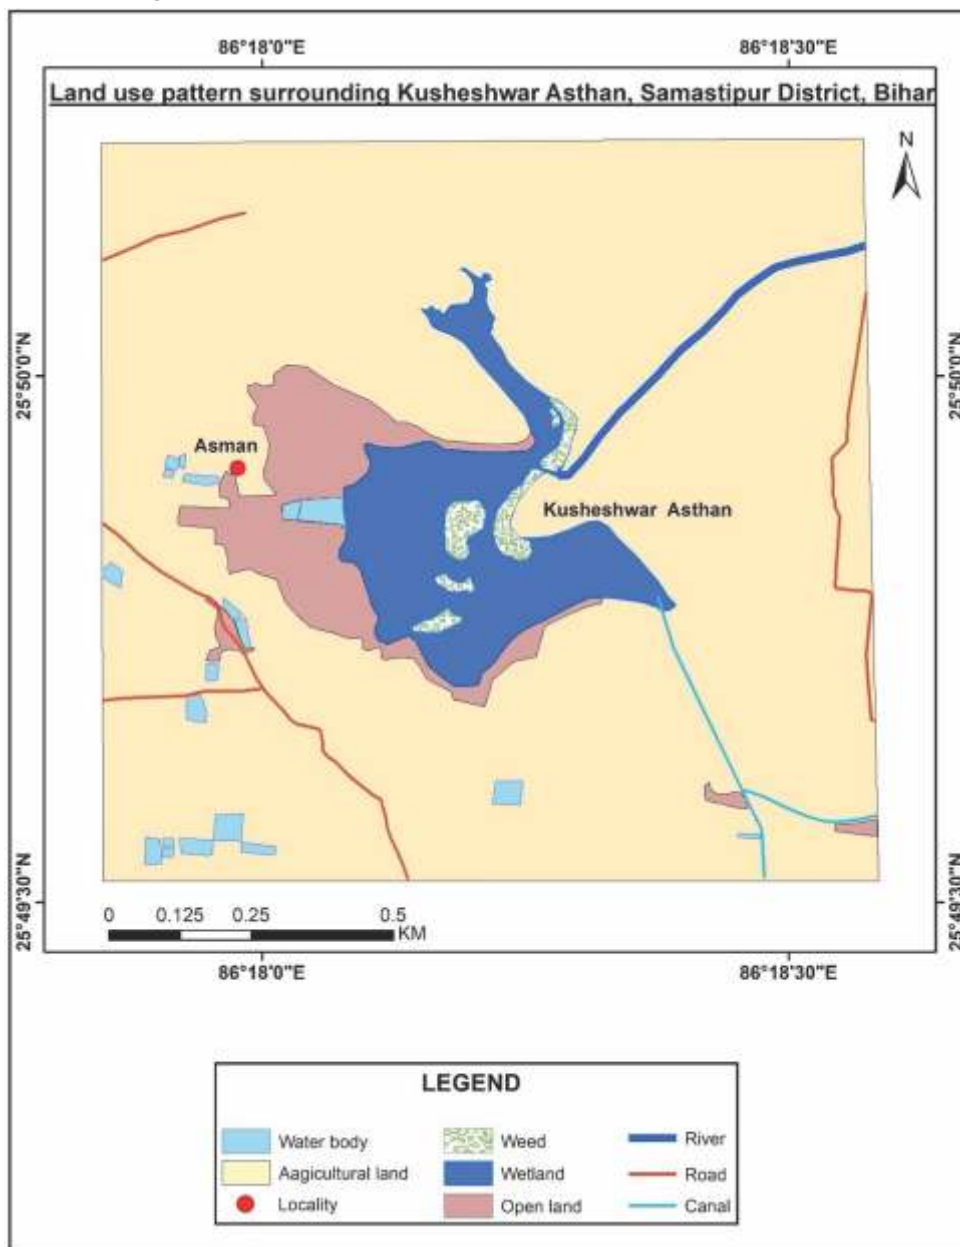 86°18'0"E 86°18'30"E
Land use pattern surrounding Kusheshwar Asthan, Samastipur District, Bihar
N
25°50'0"N 25°50'0"N
Asman
Kusheshwar Asthan
25°49'30"N 25°49'30"N
0 0.125 0.25 0.5
KM
86°18'0"E 86°18'30"E
LEGEND
Water body Weed River
Aagicultural land Wetland Road
Locality Open land Canal